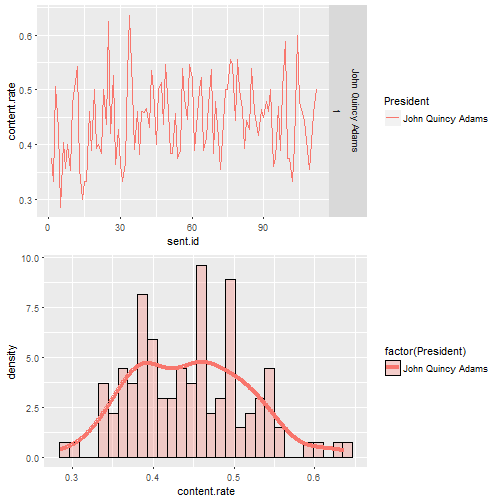 content.rate
0.6
0.5
0.4
0.3
0
30
60
90
sent.id
John Quincy Adams
1
President
John Quincy Adams
density
10.0
7.5
5.0
2.5
0.0
0.3
0.4
0.5
0.6
content.rate
factor(President)
John Quincy Adams